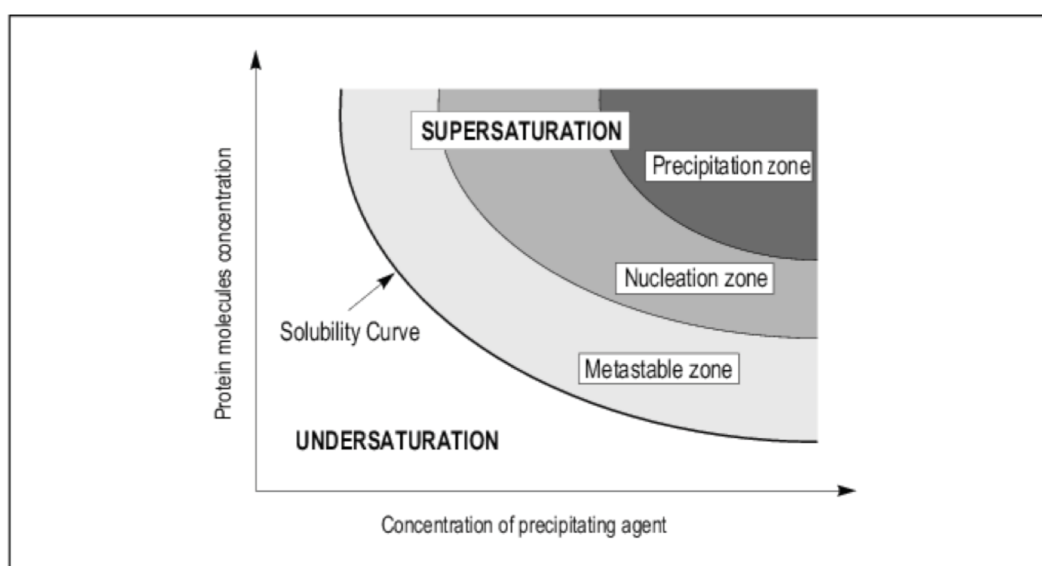 SUPERSATURATION
Precipitation zone
Nucleation zone
Solubility Curve
Metastable zone
UNDERSATURATION
Protein molecules concentration
Concentration of precipitating agent